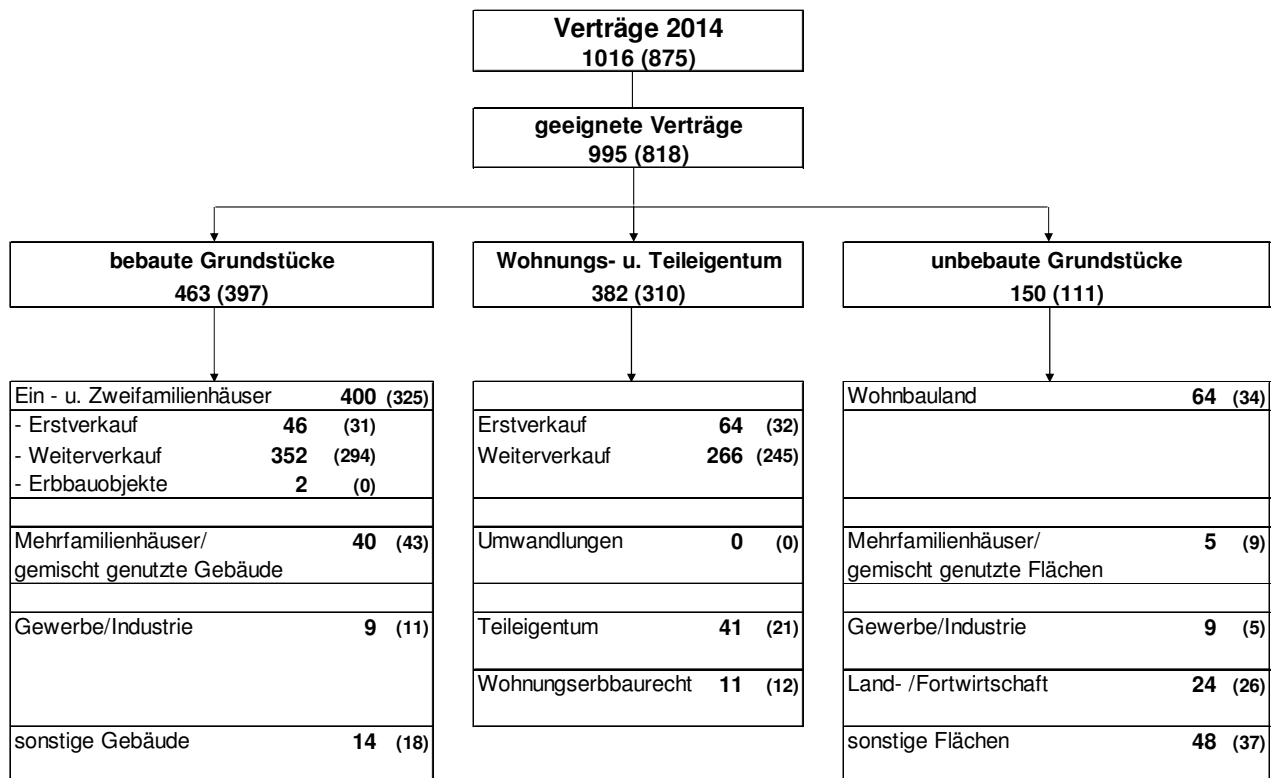 Verträge 2014
1016 (875)
geeignete Verträge
995 (818)
bebaute Grundstücke
463 (397)
Wohnungs- u. Teileigentum
382 (310)
unbebaute Grundstücke
150 (111)
Ein - u. Zweifamilienhäuser 400 (325)
- Erstverkauf 46 (31)
- Weiterverkauf 352 (294)
- Erbbauobjekte 2 (0)
Mehrfamilienhäuser/ 40 (43)
gemischt genutzte Gebäude
Gewerbe/Industrie 9 (11)
sonstige Gebäude 14 (18)
Erstverkauf 64 (32)
Weiterverkauf 266 (245)
Umwandlungen 0 (0)
Teileigentum 41 (21)
Wohnungserbbaurecht 11 (12)
Wohnbauland 64 (34)
Mehrfamilienhäuser/ 5 (9)
gemischt genutzte Flächen
Gewerbe/Industrie 9 (5)
Land- /Fortwirtschaft 24 (26)
sonstige Flächen 48 (37)